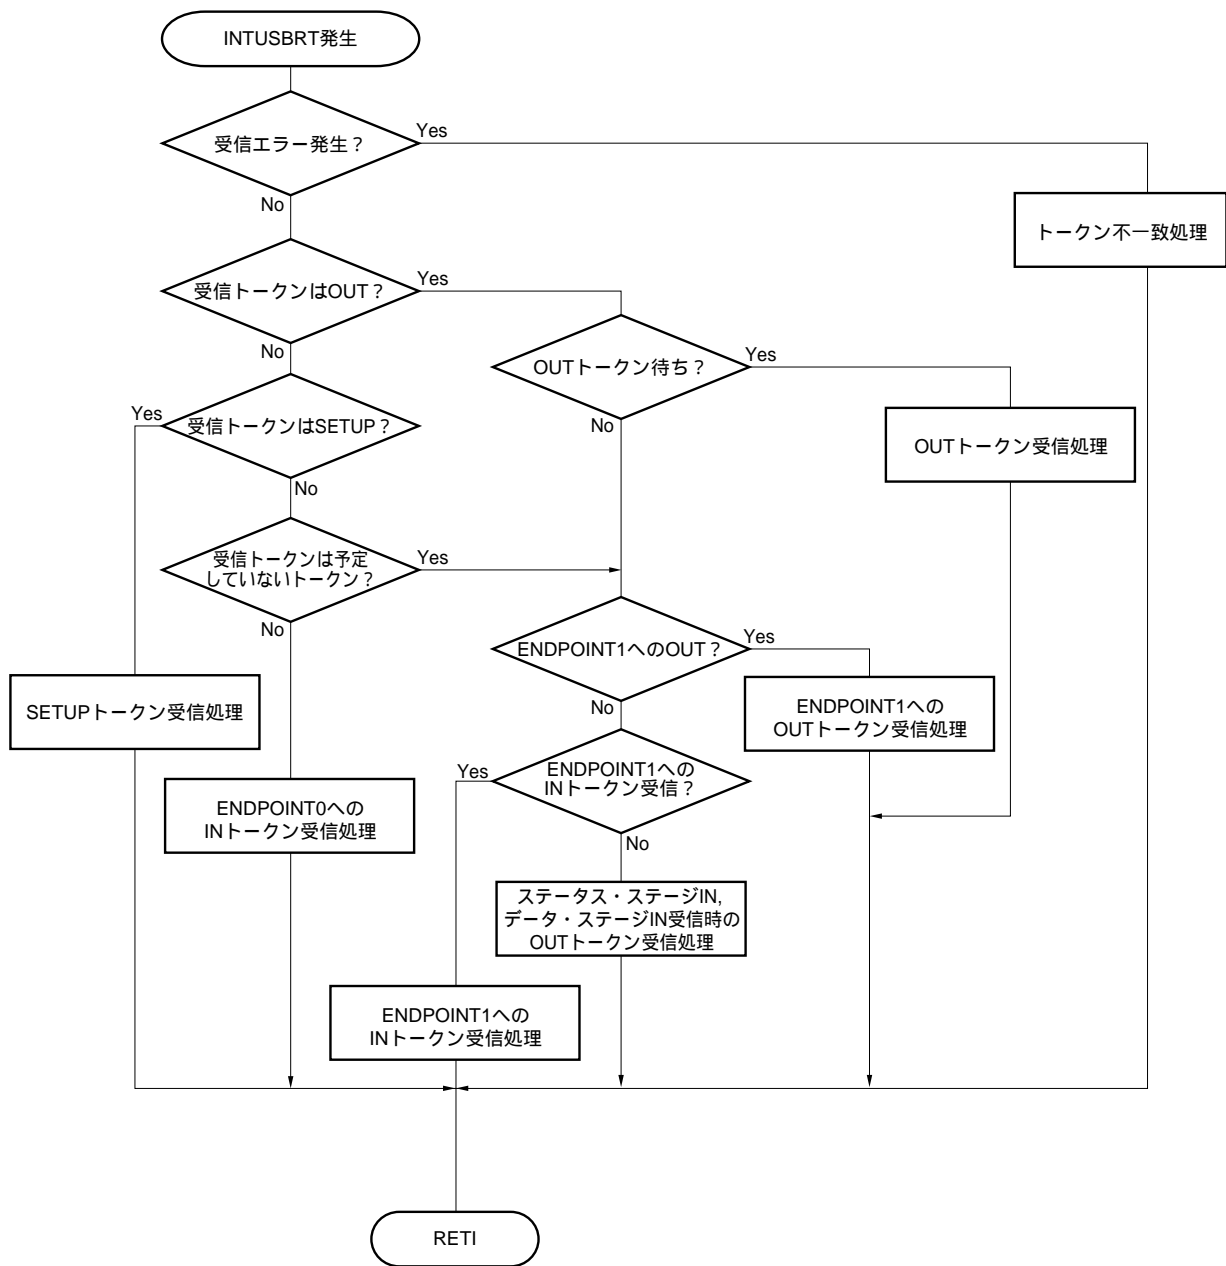 INTUSBRT発生
受信エラー発生？
Yes
No
トークン不一致処理
受信トークンはOUT？
Yes
No
OUTトークン待ち？
Yes
No
受信トークンはSETUP？
Yes
No
OUTトークン受信処理
受信トークンは予定
していないトークン？
Yes
No
ENDPOINT1へのOUT？
Yes
No
SETUPトークン受信処理
ENDPOINT1への
OUTトークン受信処理
ENDPOINT1への
INトークン受信？
Yes
No
ENDPOINT0への
INトークン受信処理
ステータス・ステージIN,
データ・ステージIN受信時の
OUTトークン受信処理
ENDPOINT1への
INトークン受信処理
RETI